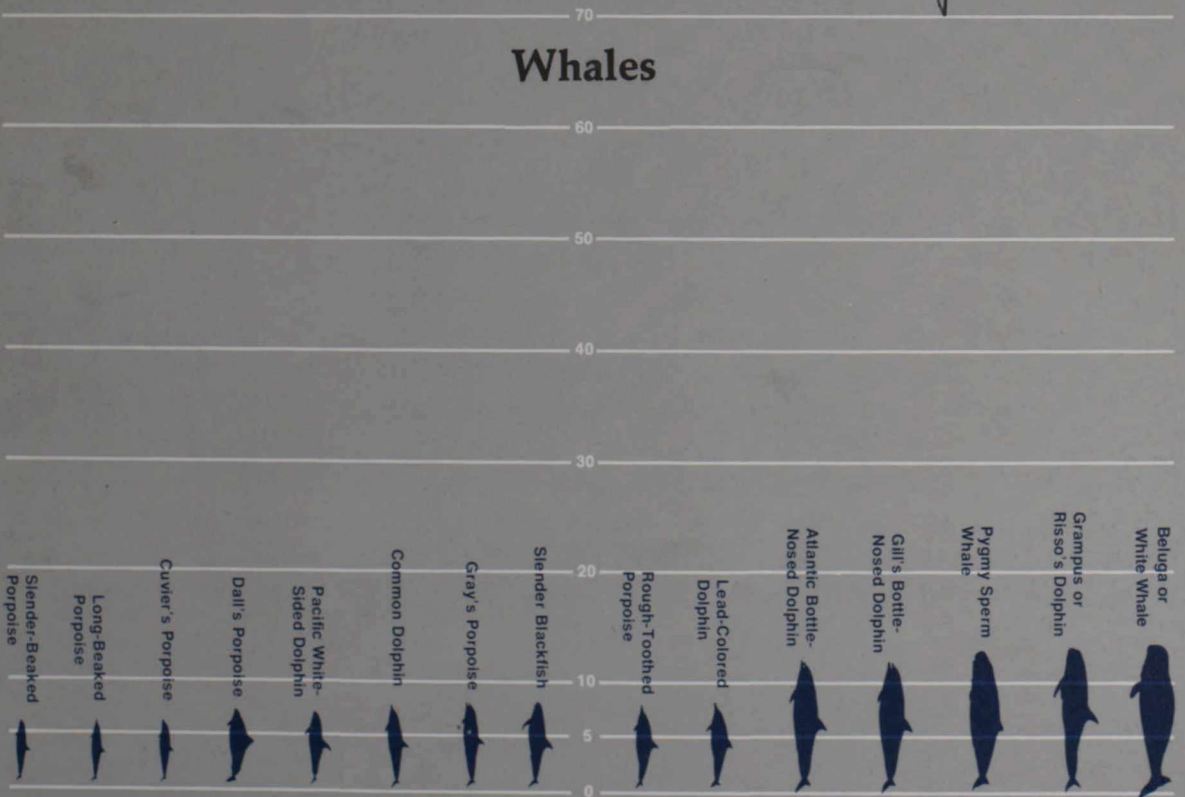 70
Whales
60
50
40
30
20
10
5
0
Slender-Beaked
Porpoise
Long-Beaked
Porpoise
Cuvier's Porpoise
Dall's Porpoise
Pacific White-
Sided Dolphin
Common Dolphin
Gray's Porpoise
Slender Blackfish
Rough-Toothed
Porpoise
Lead-Colored
Dolphin
Atlantic Bottle-
Nosed Dolphin
Gill's Bottle-
Nosed Dolphin
Pygmy Sperm
Whale
Grampus or
Risso's Dolphin
Beluga or
White Whale